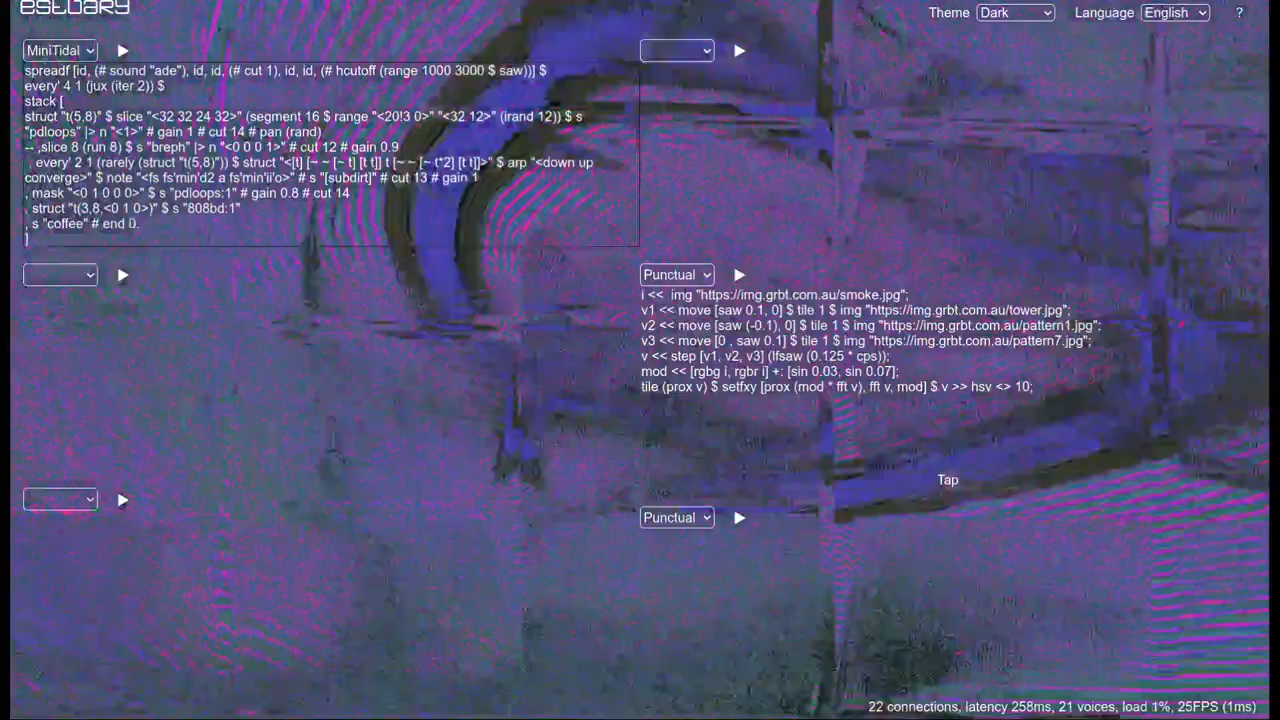 estuary
Theme Dark Language English ?
MiniTidal
spreadf [id, (# sound "ade"), id, id, (# cut 1), id, id, (# hcutoff (range 1000 3000 $ saw))] $
every' 4 1 (jux (iter 2)) $
stack [
struct "t(5,8)" $ slice "<32 32 24 32>" (segment 16 $ range "<20!3 0>" "<32 12>" (irand 12)) $ s
"pdloops" |> n "<1>" # gain 1 # cut 14 # pan (rand)
-- ,slice 8 (run 8) $ s "breph" |> n "<0 0 0 1>" # cut 12 # gain 0.9
, every' 2 1 (rarely (struct "t(5,8)")) $ struct "<[t] [~ ~ [~ t] [t t]] t [~ ~ [~ t*2] [t t]]>" $ arp "<down up
converge>" $ note "<fs fs'min'd2 a fs'min'ii'o>" # s "[subdirt]" # cut 13 # gain 1
, mask "<0 1 0 0 0>" $ s "pdloops:1" # gain 0.8 # cut 14
, struct "t(3,8,<0 1 0>)" $ s "808bd:1"
, s "coffee" # end 0.
]
Punctual
i << img "https://img.grbt.com.au/smoke.jpg";
v1 << move [saw 0.1, 0] $ tile 1 $ img "https://img.grbt.com.au/tower.jpg";
v2 << move [saw (-0.1), 0] $ tile 1 $ img "https://img.grbt.com.au/pattern1.jpg";
v3 << move [0 , saw 0.1] $ tile 1 $ img "https://img.grbt.com.au/pattern7.jpg";
v << step [v1, v2, v3] (lfsaw (0.125 * cps));
mod << [rgbg i, rgbr i] +: [sin 0.03, sin 0.07];
tile (prox v) $ setfxy [prox (mod * fft v), fft v, mod] $ v >> hsv <> 10;
Tap
Punctual
22 connections, latency 258ms, 21 voices, load 1%, 25FPS (1ms)